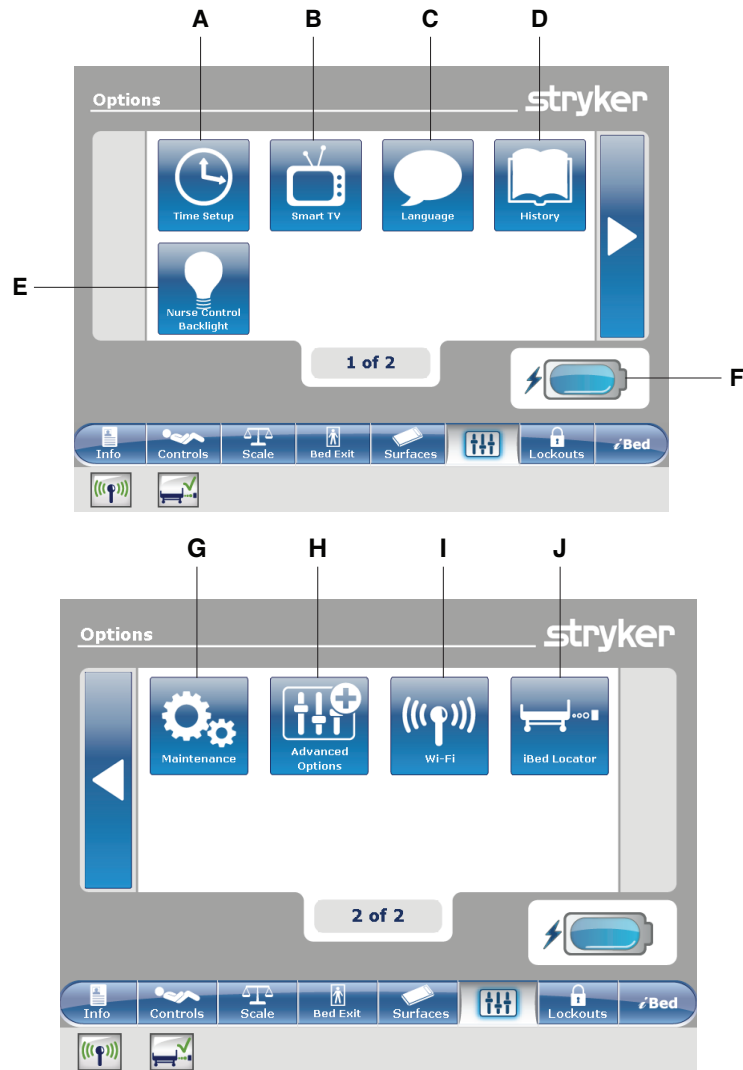 A B C D
Options stryker
Time Setup Smart TV Language History
E
Nurse Control
Backlight
1 of 2
F
Info Controls Scale Bed Exit Surfaces Lockouts iBed
G H I J
Options stryker
Maintenance Advanced
Options Wi-Fi iBed Locator
2 of 2
Info Controls Scale Bed Exit Surfaces Lockouts iBed